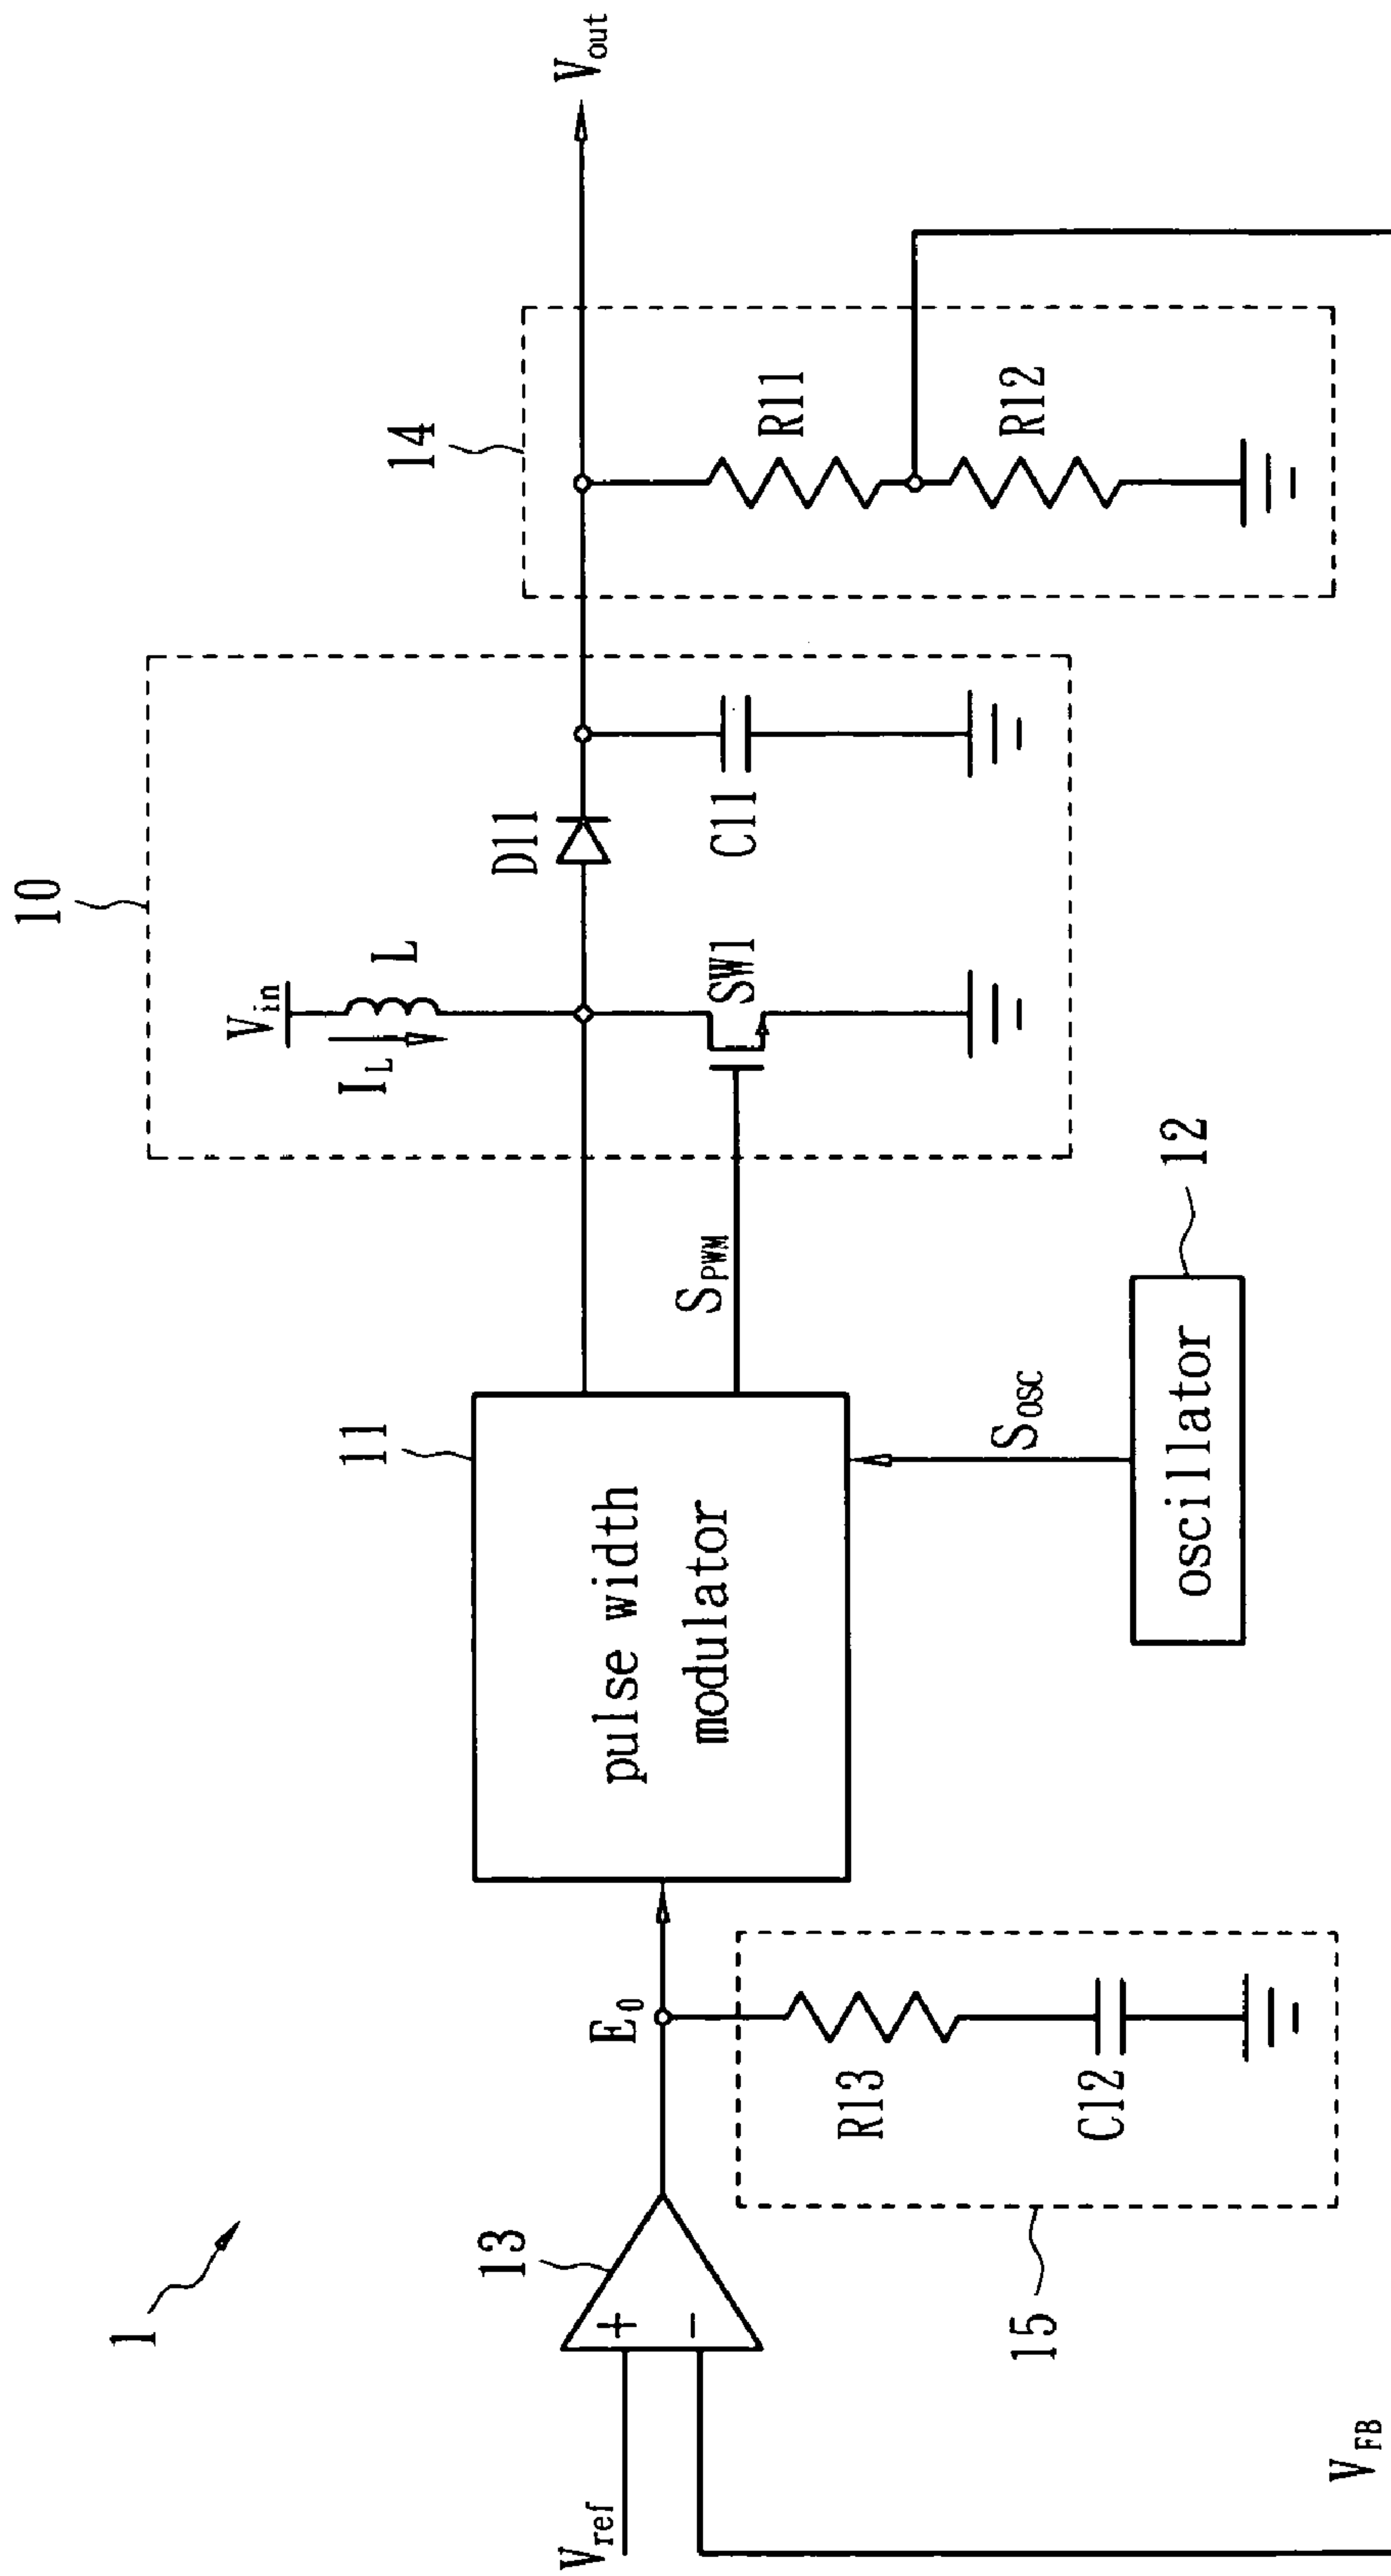 1
10
14
V_in
I_L
L
D11
V_out
11
pulse width
modulator
S_PWM
SW1
C11
R11
R12
13
+
-
V_ref
E_0
R13
C12
15
S_OSC
oscillator
12
V_FB